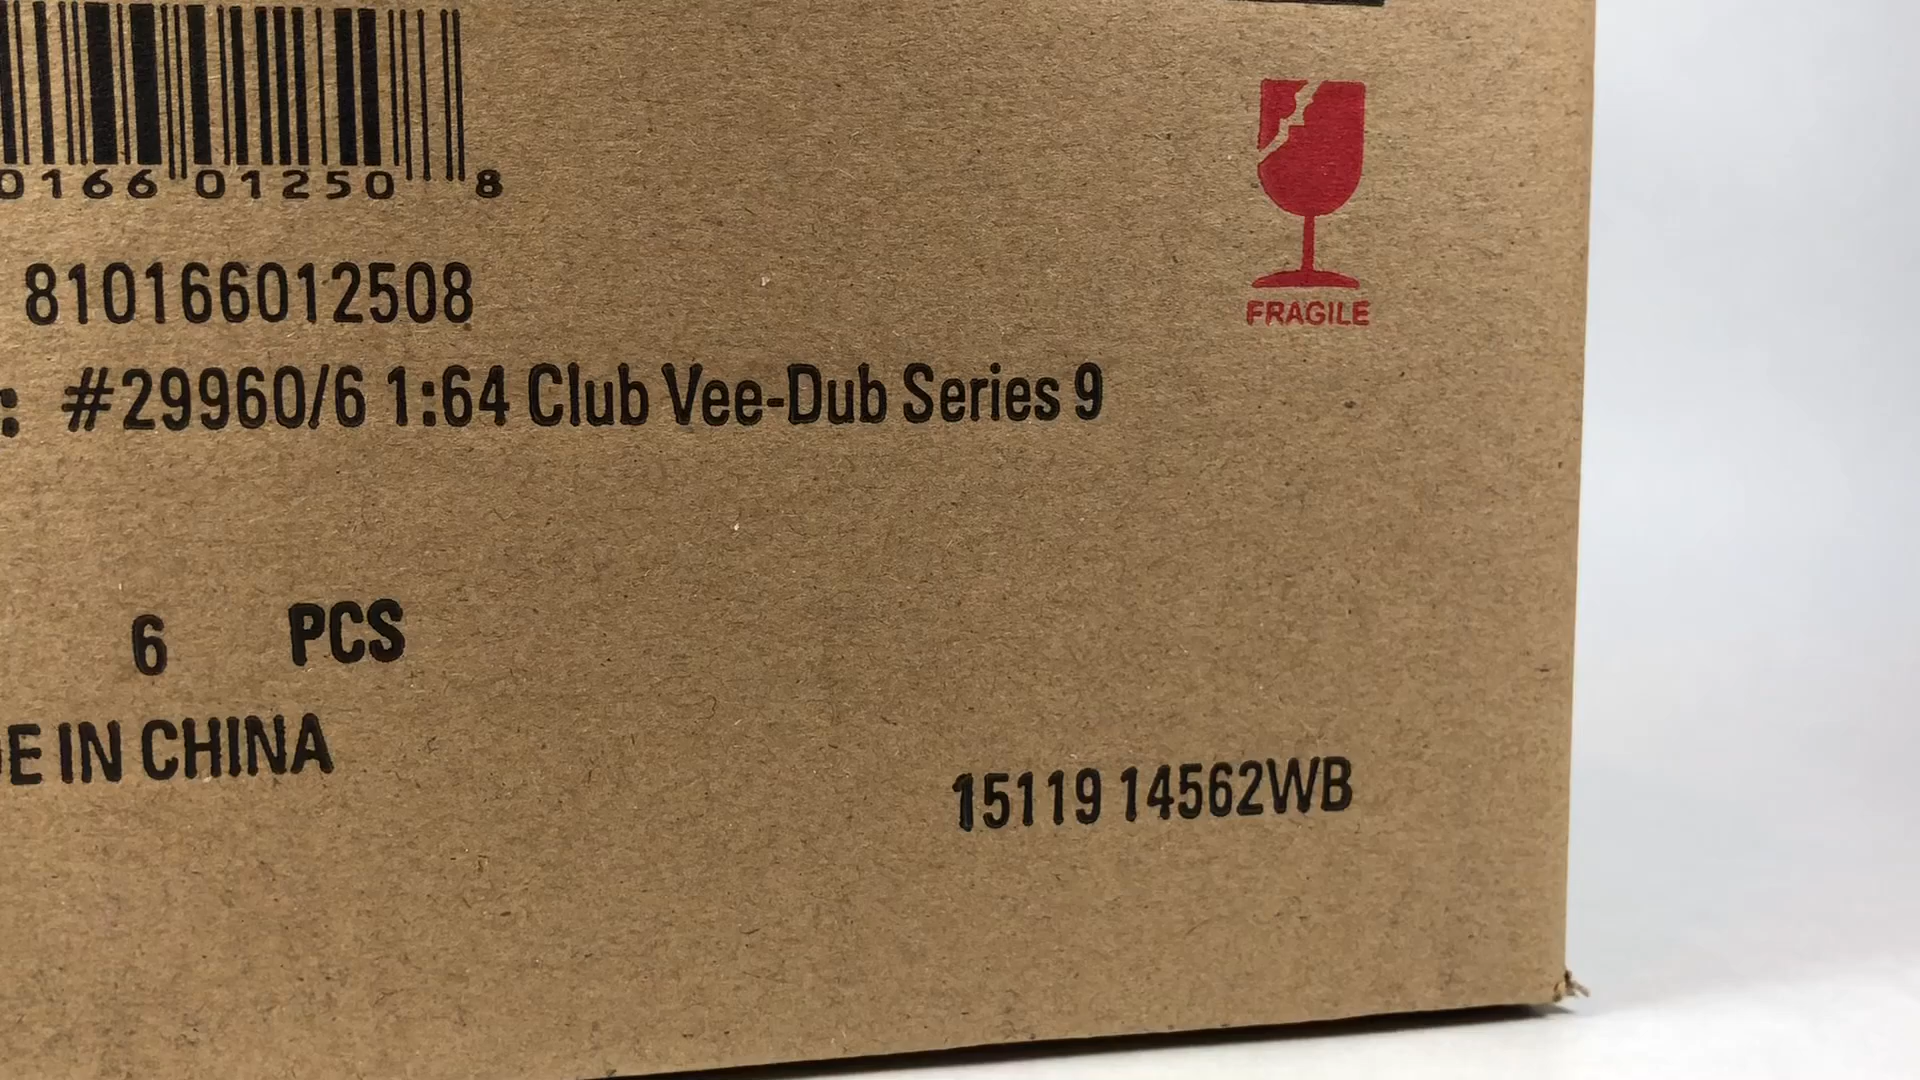 0166 01250 8
810166012508
FRAGILE
: #29960/6 1:64 Club Vee-Dub Series 9
6 PCS
E IN CHINA
15119 14562WB